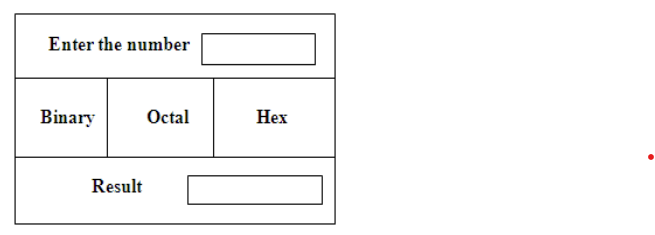 Enter the number
Binary Octal Hex
Result